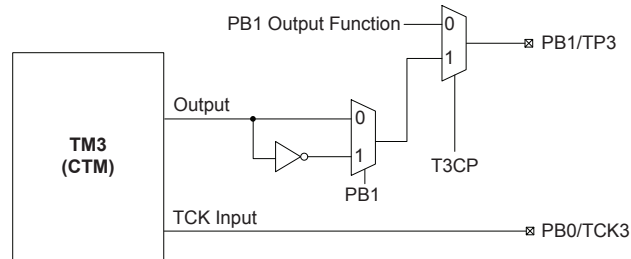 PB1 Output Function
0
1
PB1/TP3
Output
0
1
TM3
(CTM)
T3CP
PB1
TCK Input
PB0/TCK3